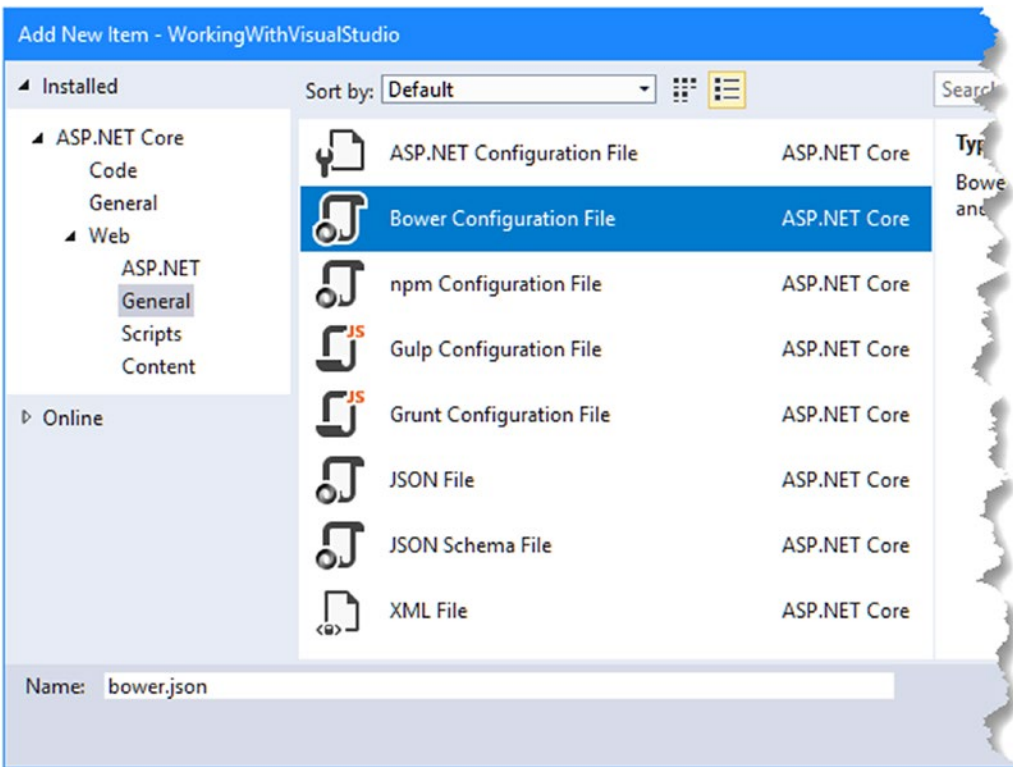 Add New Item - WorkingWithVisualStudio
Installed
Sort by: Default
ASP.NET Core
Code
General
Web
ASP.NET
General
Scripts
Content
Online
ASP.NET Configuration File ASP.NET Core
Bower Configuration File ASP.NET Core
npm Configuration File ASP.NET Core
JS
Gulp Configuration File ASP.NET Core
JS
Grunt Configuration File ASP.NET Core
JSON File ASP.NET Core
JSON Schema File ASP.NET Core
XML File ASP.NET Core
Name: bower.json